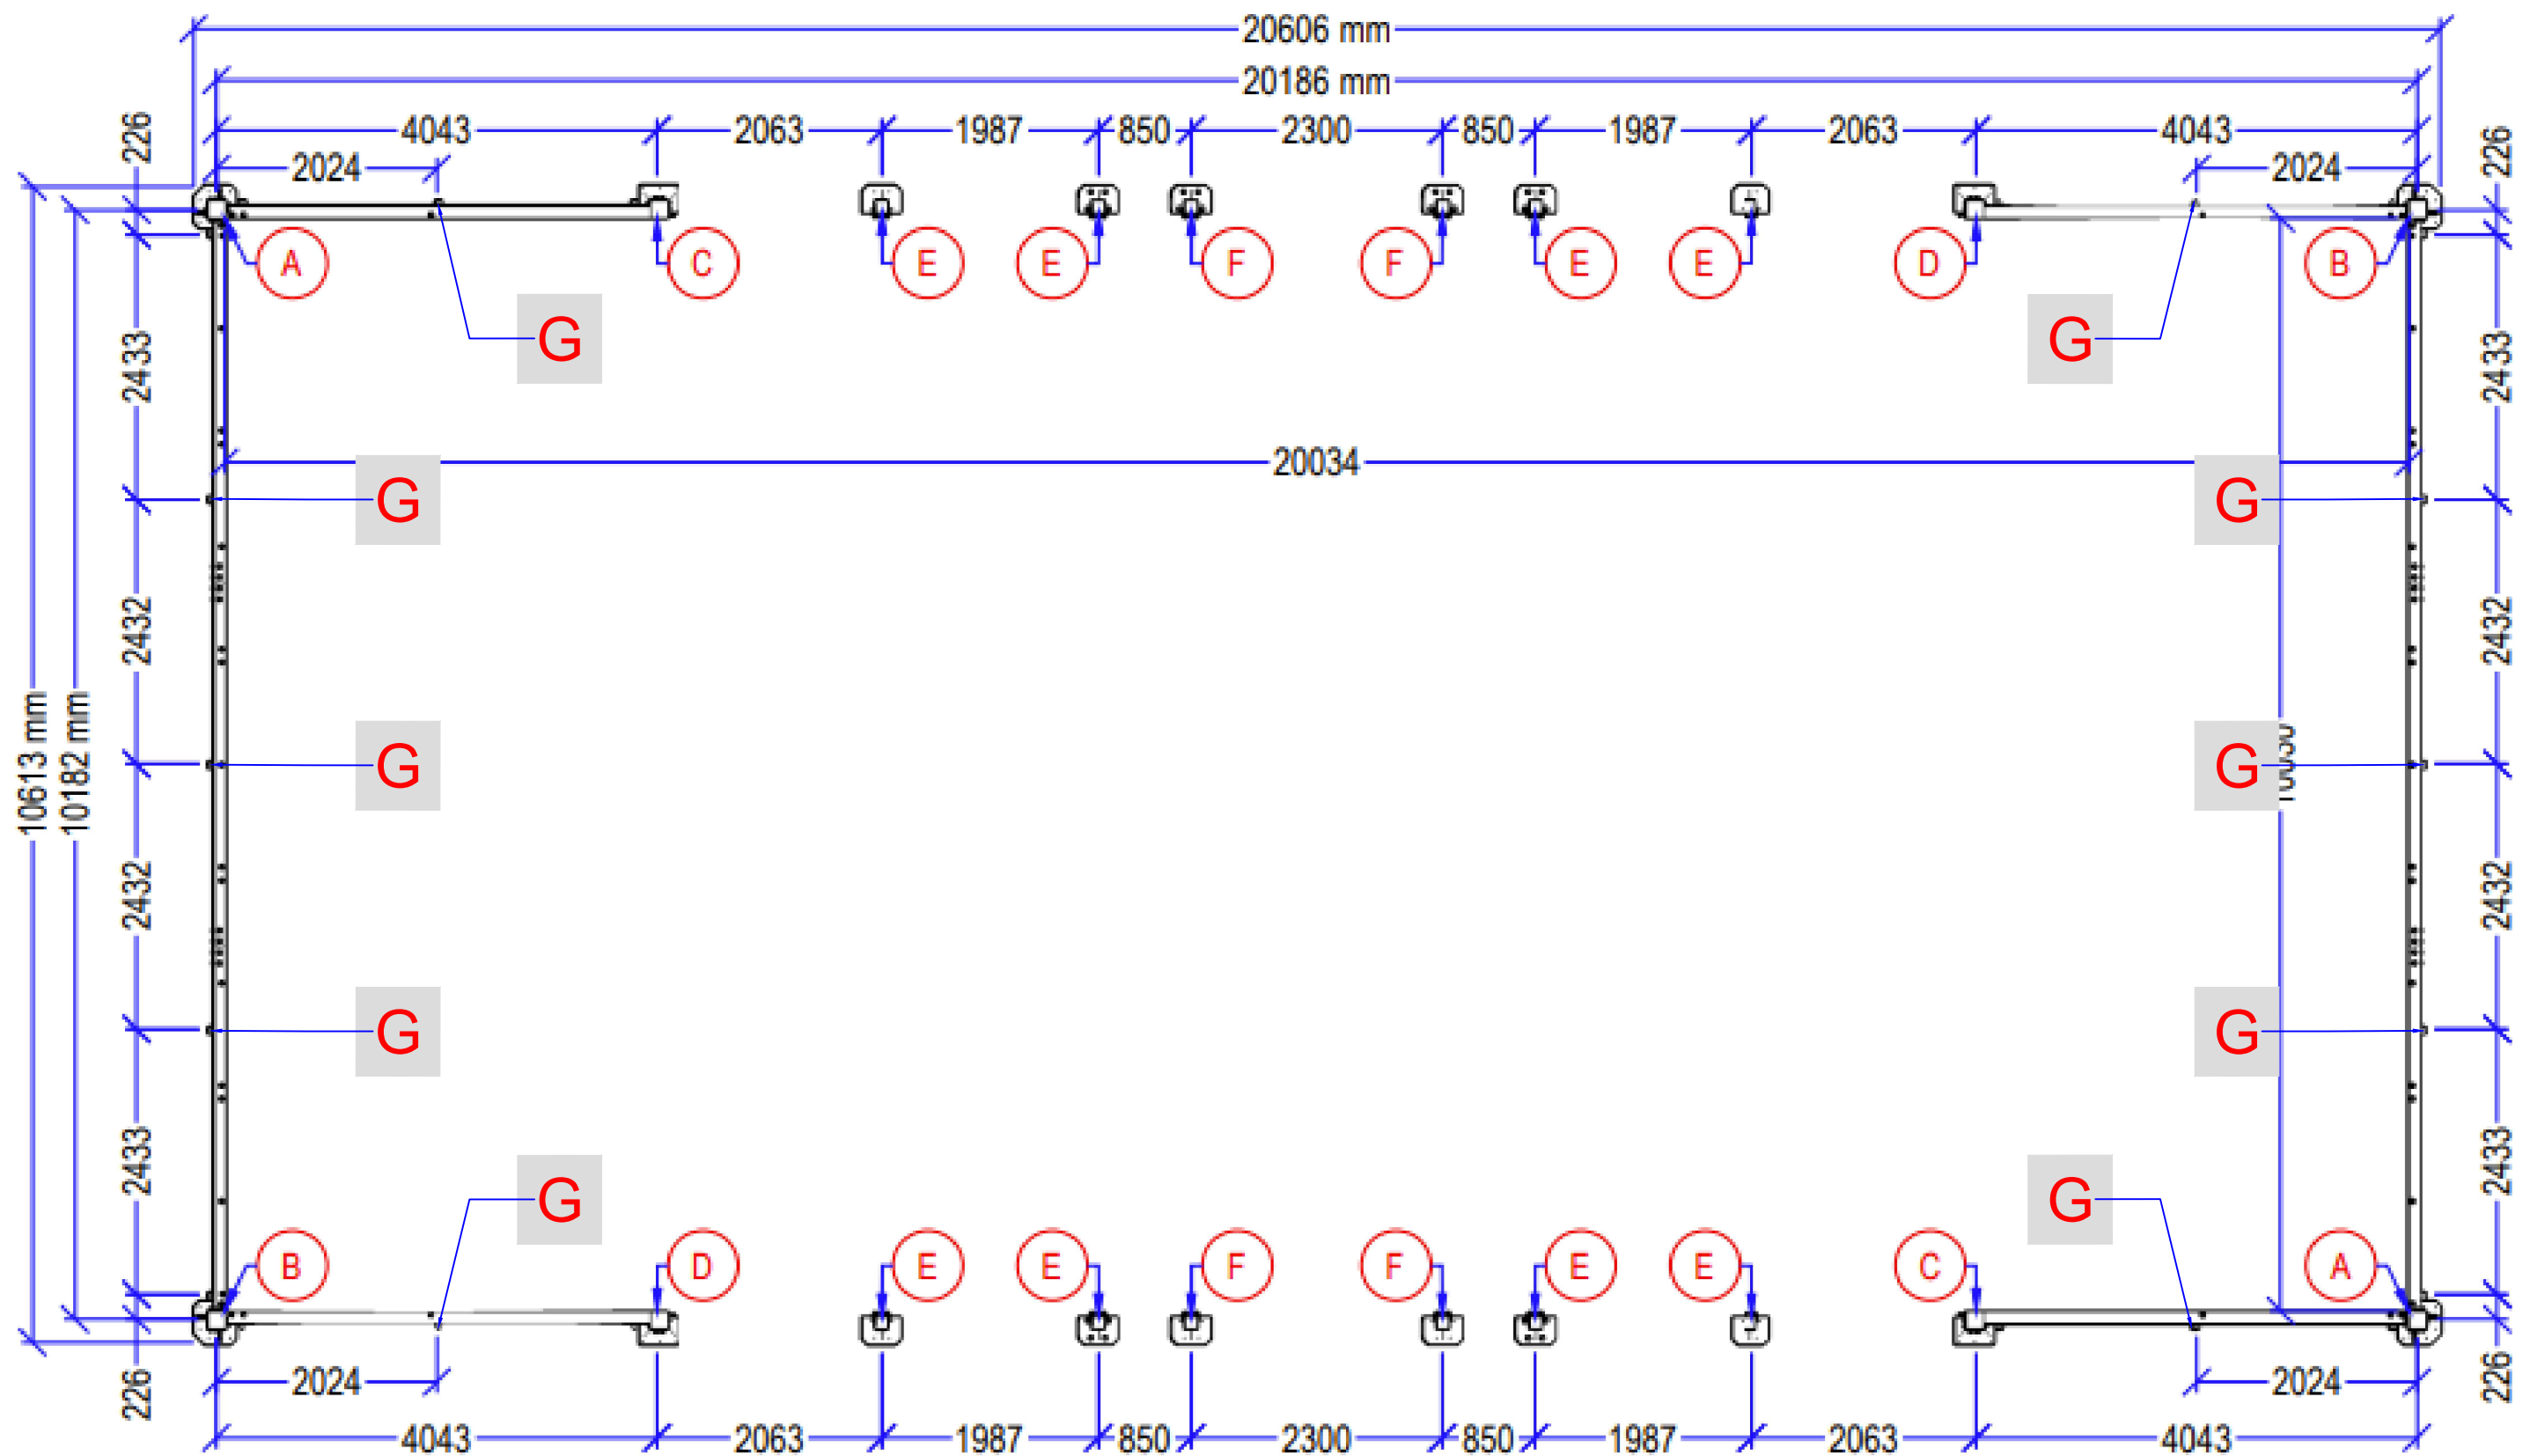 20606 mm
20186 mm
226 4043 2063 1987 850 2300 850 1987 2063 4043 226
2024 2024
A C E E F F E E D B
G G
2433 2433
20034
G G
2432 2432
10613 mm 10182 mm
G G
2432 2432
G G
2433 2433
G G
B D E E F F E E C A
226 2024 2024 226
4043 2063 1987 850 2300 850 1987 2063 4043